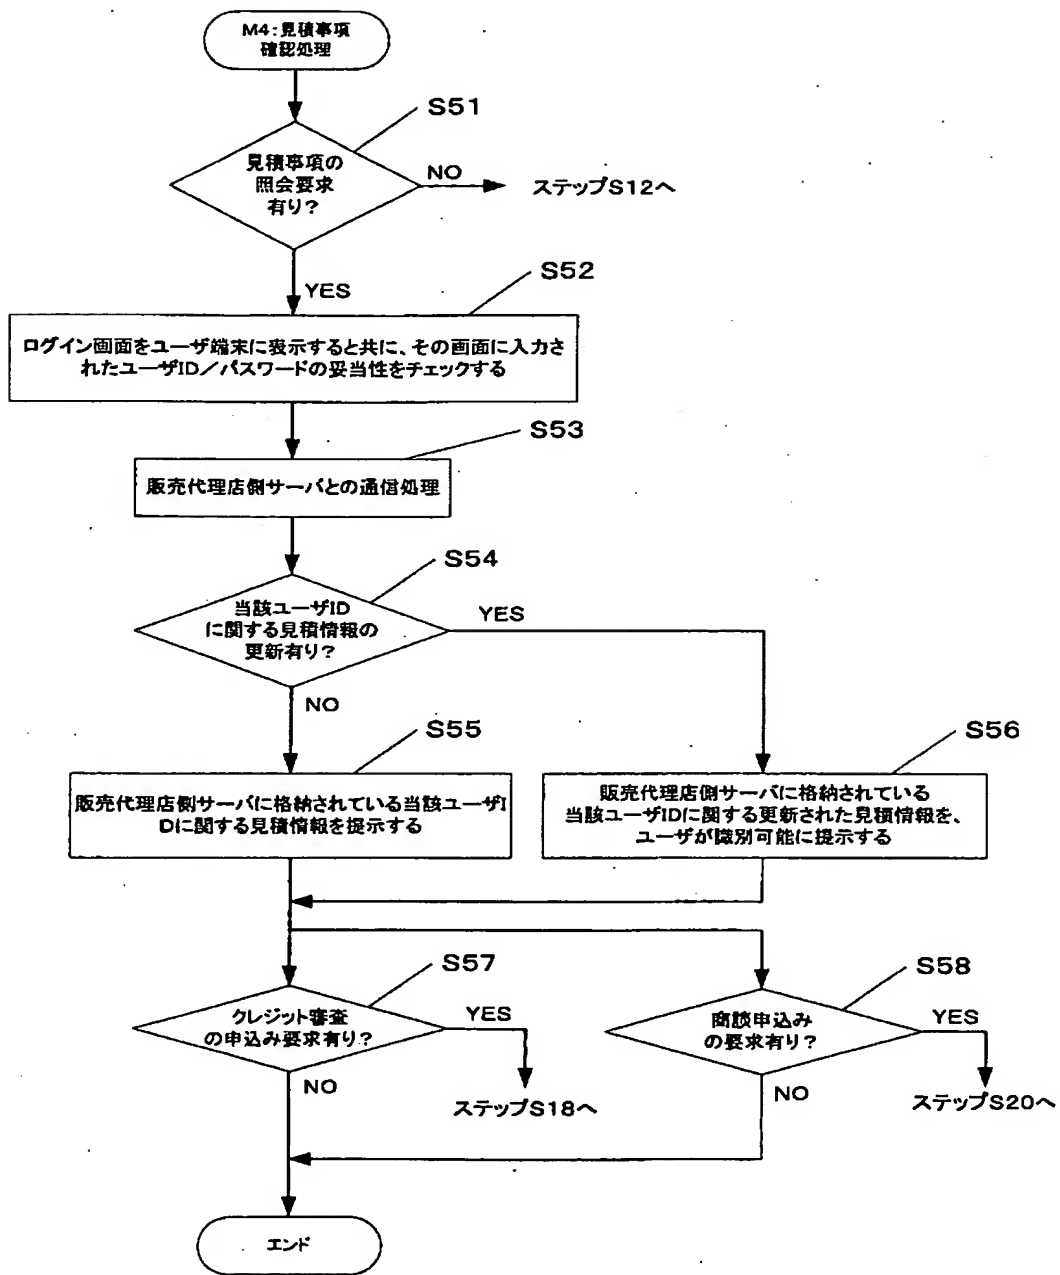 M4:見積事項
確認処理
S51
見積事項の
照会要求
有り?
NO
ステップS12へ
YES
S52
ログイン画面をユーザ端末に表示すると共に、その画面に入力さ
れたユーザID/パスワードの妥当性をチェックする
S53
販売代理店側サーバとの通信処理
S54
当該ユーザID
に関する見積情報の
更新有り?
YES
NO
S55
販売代理店側サーバに格納されている当該ユーザI
Dに関する見積情報を提示する
S56
販売代理店側サーバに格納されている
当該ユーザIDに関する更新された見積情報を、
ユーザが識別可能に提示する
S57
クレジット審査
の申込み要求有り?
YES
NO
ステップS18へ
S58
商談申込み
の要求有り?
YES
NO
ステップS20へ
エンド